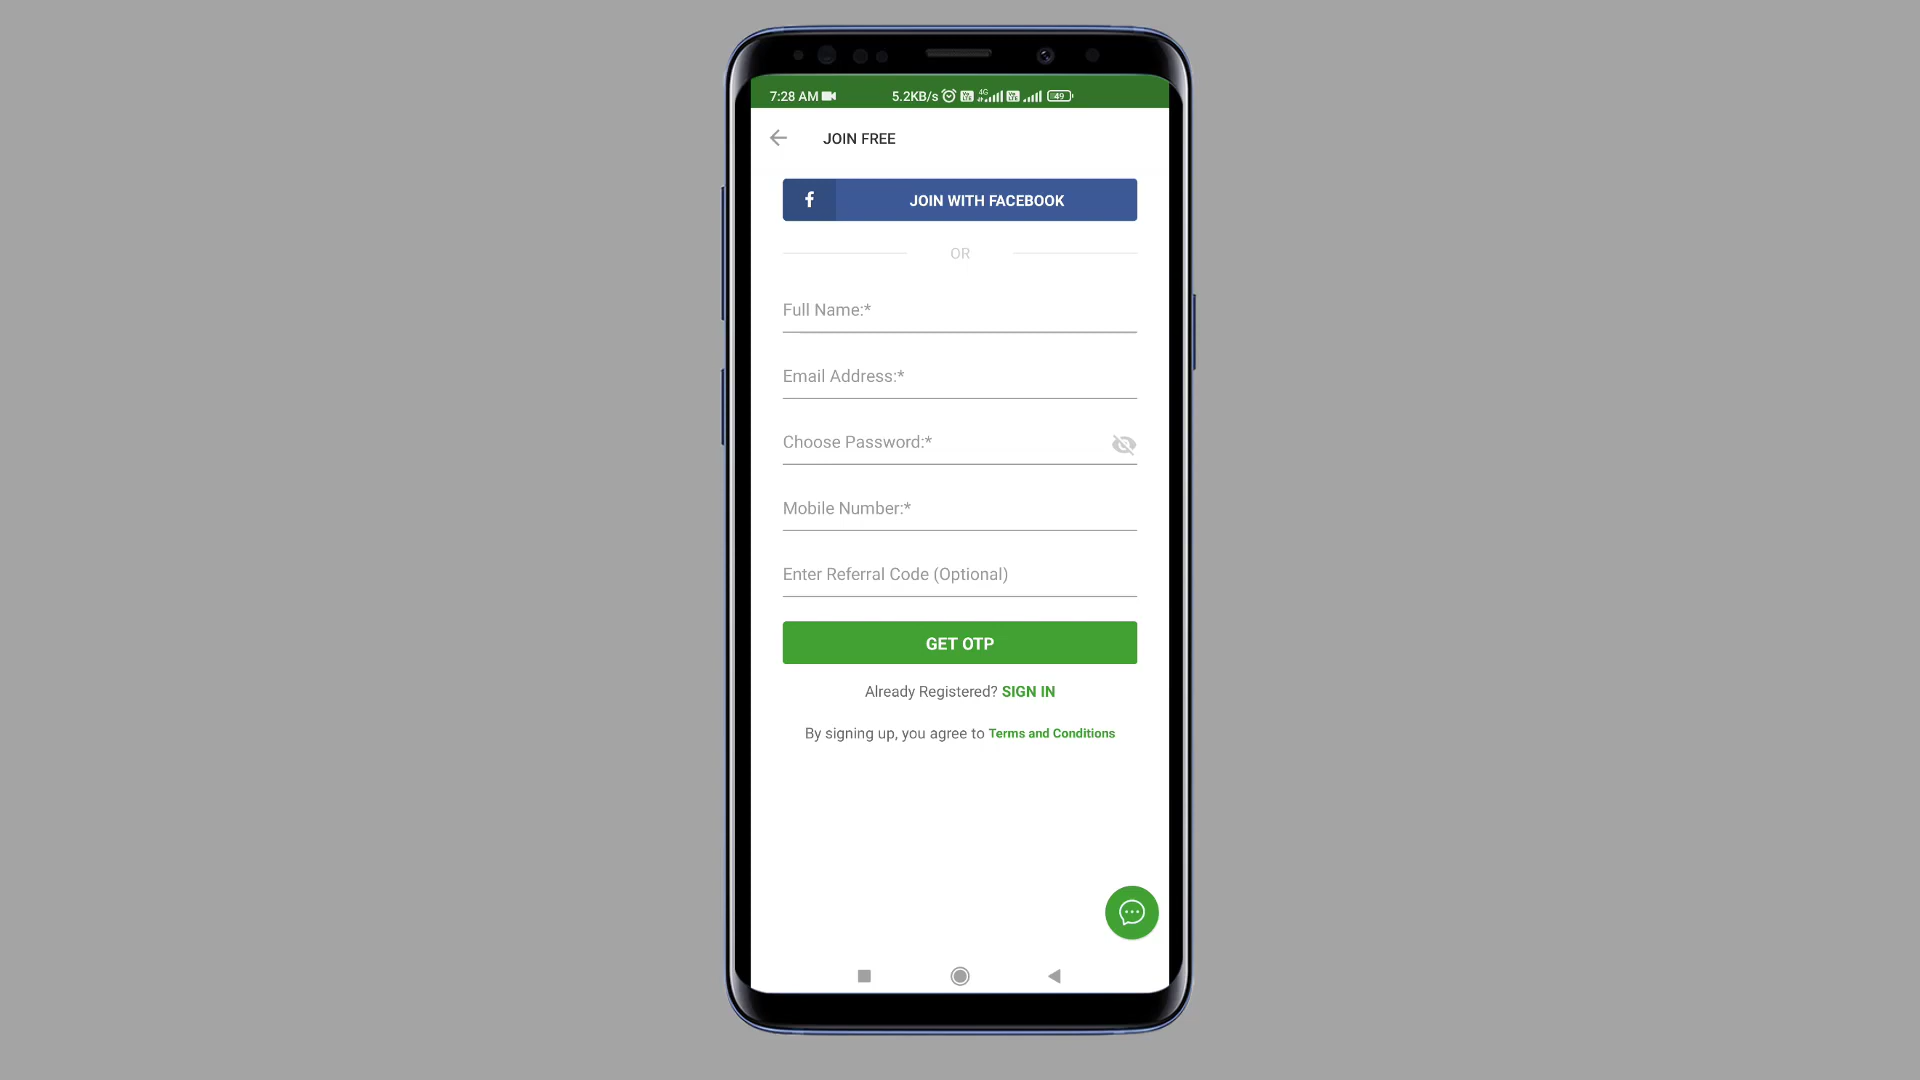 7:28 AM 5.2KB/s 4G 49
JOIN FREE
f JOIN WITH FACEBOOK
OR
Full Name:*
Email Address:*
Choose Password:*
Mobile Number:*
Enter Referral Code (Optional)
GET OTP
Already Registered? SIGN IN
By signing up, you agree to Terms and Conditions